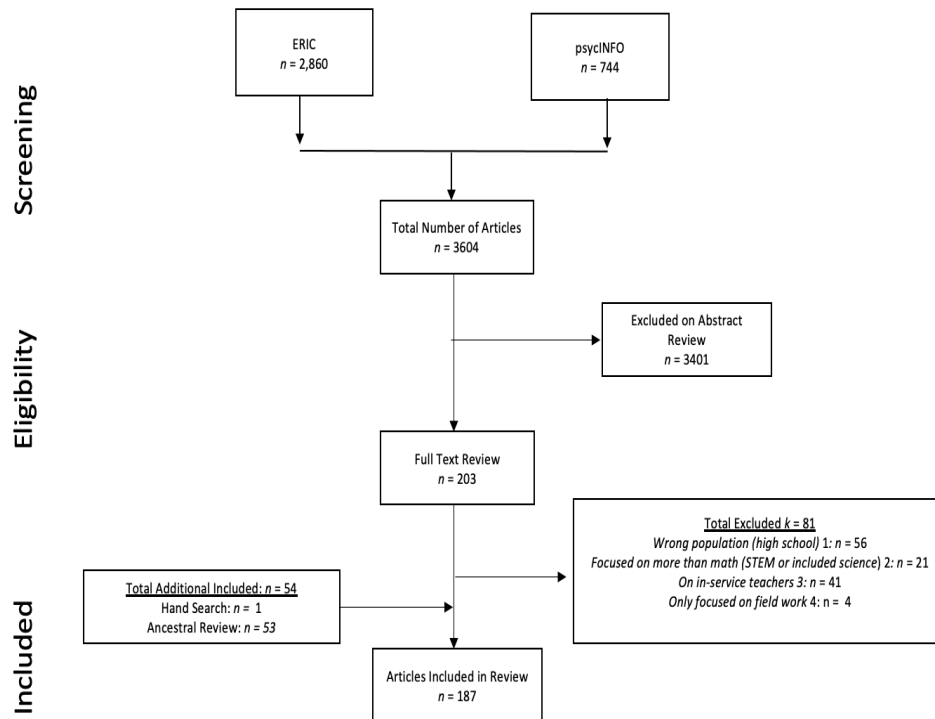 Screening
ERIC
n = 2,860
psycINFO
n = 744
Total Number of Articles
n = 3604
Eligibility
Excluded on Abstract
Review
n = 3401
Full Text Review
n = 203
Total Excluded k = 81
Wrong population (high school) 1: n = 56
Focused on more than math (STEM or included science) 2: n = 21
On in-service teachers 3: n = 41
Only focused on field work 4: n = 4
Included
Total Additional Included: n = 54
Hand Search: n = 1
Ancestral Review: n = 53
Articles Included in Review
n = 187